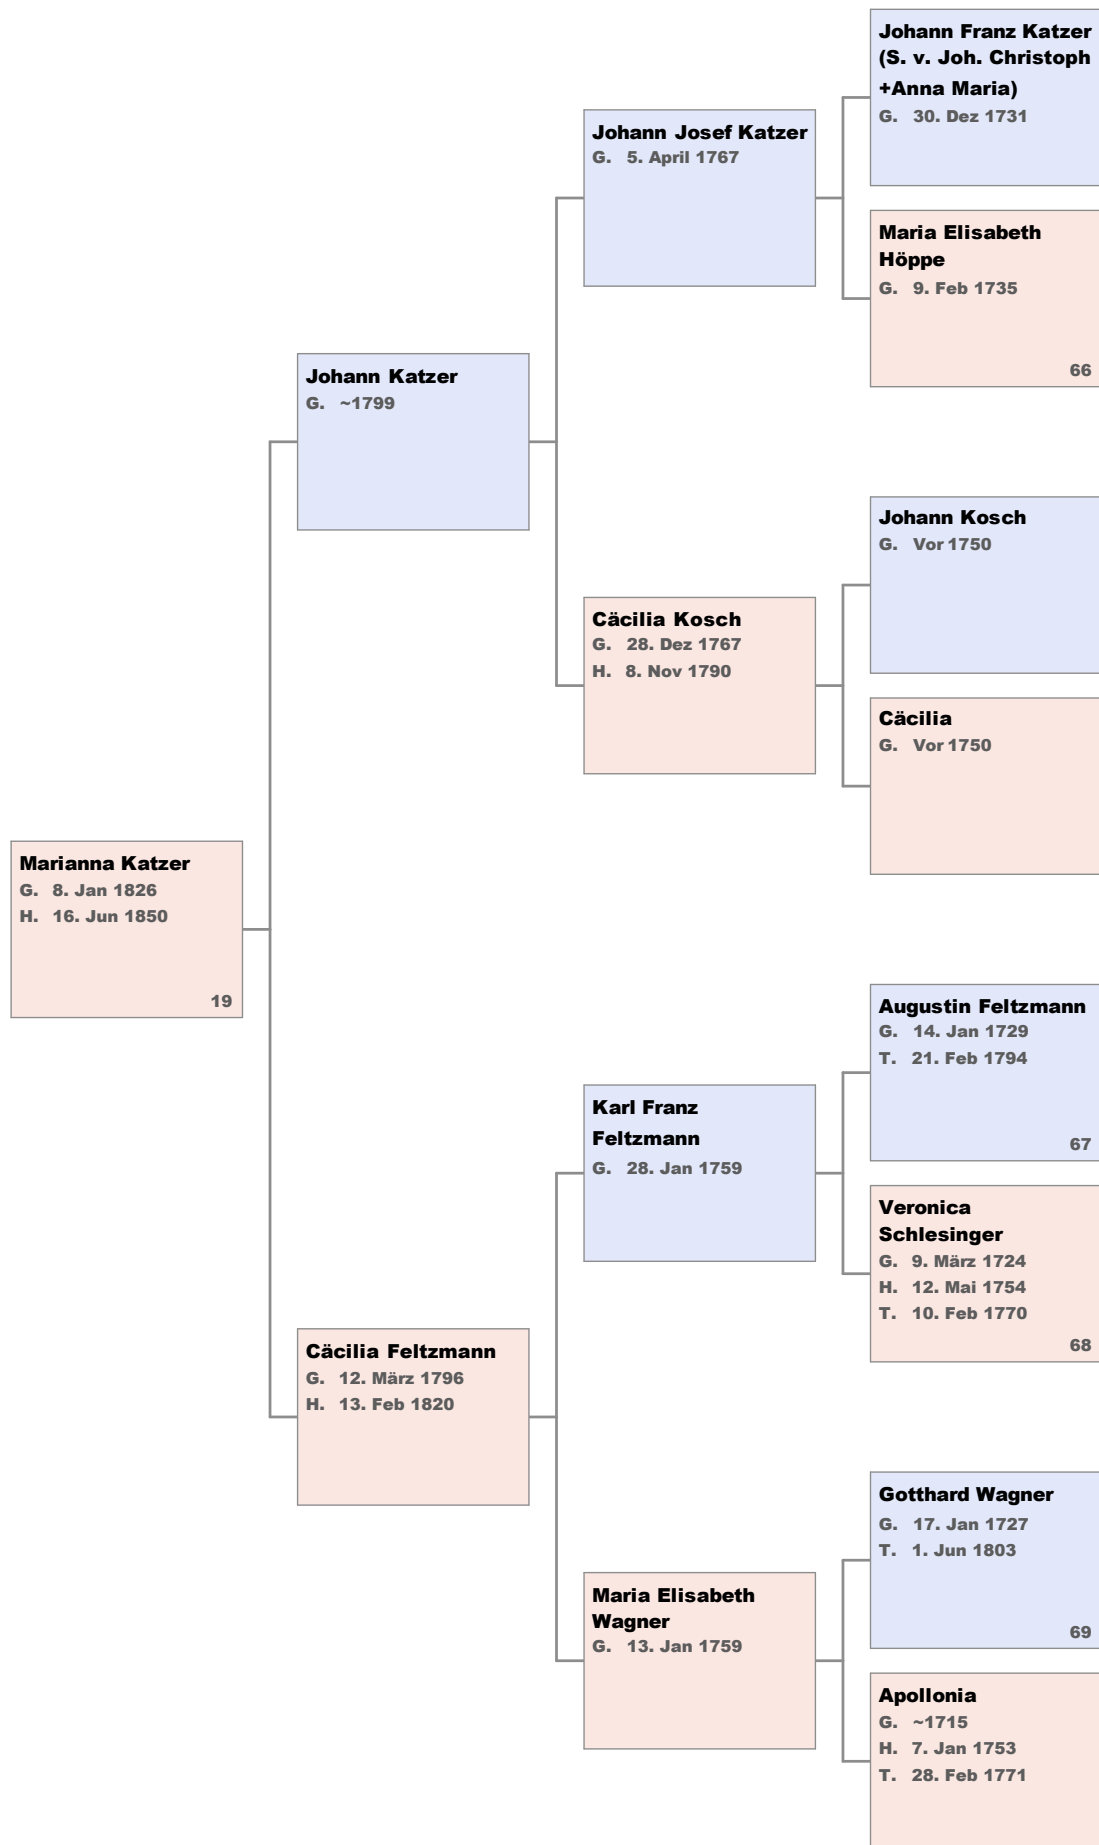 Johann Franz Katzer
(S. v. Joh. Christoph
+Anna Maria)
G. 30. Dez 1731
Johann Josef Katzer
G. 5. April 1767
Maria Elisabeth
Höppe
G. 9. Feb 1735
66
Johann Katzer
G. ~1799
Johann Kosch
G. Vor 1750
Cäcilia Kosch
G. 28. Dez 1767
H. 8. Nov 1790
Cäcilia
G. Vor 1750
Marianna Katzer
G. 8. Jan 1826
H. 16. Jun 1850
19
Augustin Feltzmann
G. 14. Jan 1729
T. 21. Feb 1794
67
Karl Franz
Feltzmann
G. 28. Jan 1759
Veronica
Schlesinger
G. 9. März 1724
H. 12. Mai 1754
T. 10. Feb 1770
68
Cäcilia Feltzmann
G. 12. März 1796
H. 13. Feb 1820
Gotthard Wagner
G. 17. Jan 1727
T. 1. Jun 1803
69
Maria Elisabeth
Wagner
G. 13. Jan 1759
Apollonia
G. ~1715
H. 7. Jan 1753
T. 28. Feb 1771